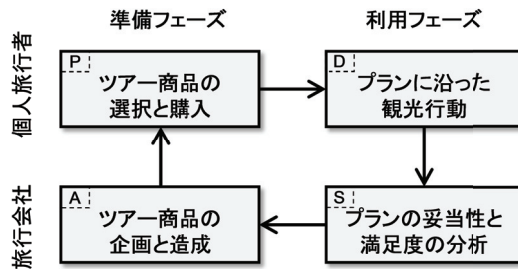 準備フェーズ
利用フェーズ
個人旅行者
P
ツアー商品の
選択と購入
D
プランに沿った
観光行動
旅行会社
A
ツアー商品の
企画と造成
S
プランの妥当性と
満足度の分析